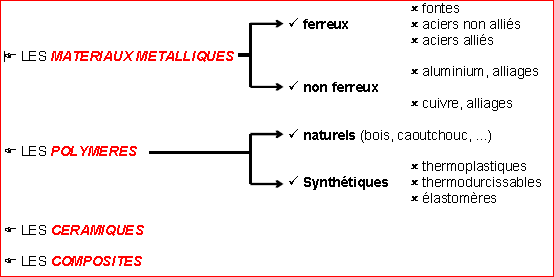 fontes
ferreux
aciers non alliés
aciers alliés
LES MATERIAUX METALLIQUES
aluminium, alliages
non ferreux
cuivre, alliages
naturels (bois, caoutchouc, ...)
LES POLYMERES
thermoplastiques
Synthétiques
thermodurcissables
élastomères
LES CERAMIQUES
LES COMPOSITES